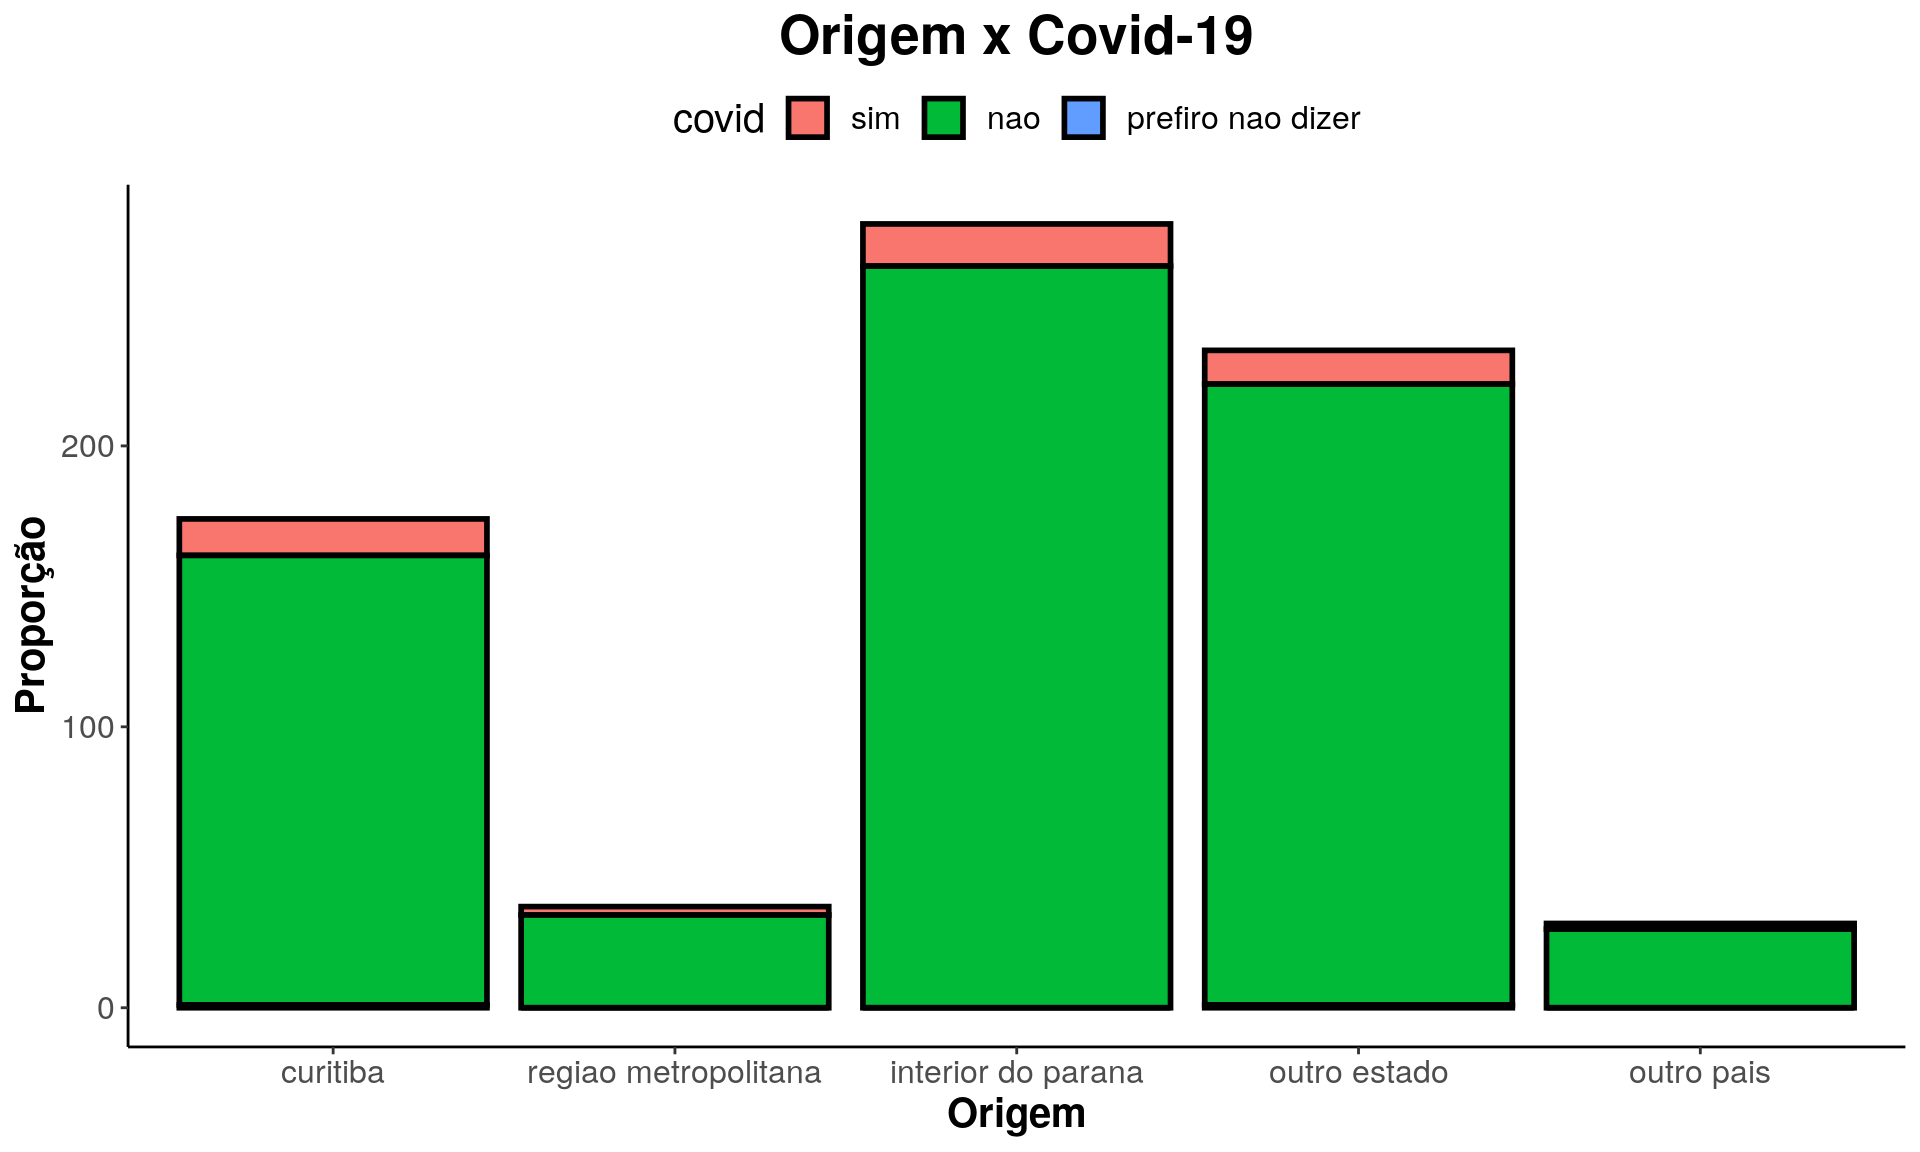 Origem x Covid-19
covid sim nao prefiro nao dizer
Proporção
200
100
0
curitiba regiao metropolitana interior do parana outro estado outro pais
Origem